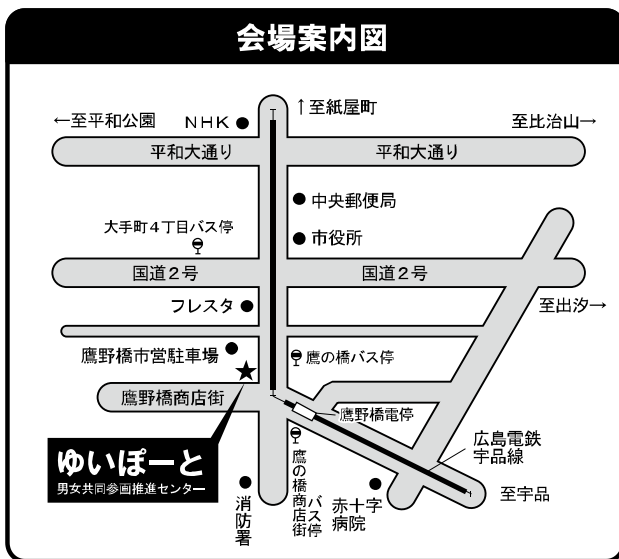 会場案内図
↑至紙屋町
←至平和公園
NHK
至比治山→
平和大通り
平和大通り
中央郵便局
大手町4丁目バス停
市役所
国道2号
国道2号
フレスタ
至出汐→
鷹野橋市営駐車場
鷹の橋バス停
鷹野橋商店街
鷹野橋電停
ゆいぽーと
男女共同参画推進センター
広島電鉄
宇品線
鷹の橋商店街
バス停
消防署
赤十字
病院
至宇品